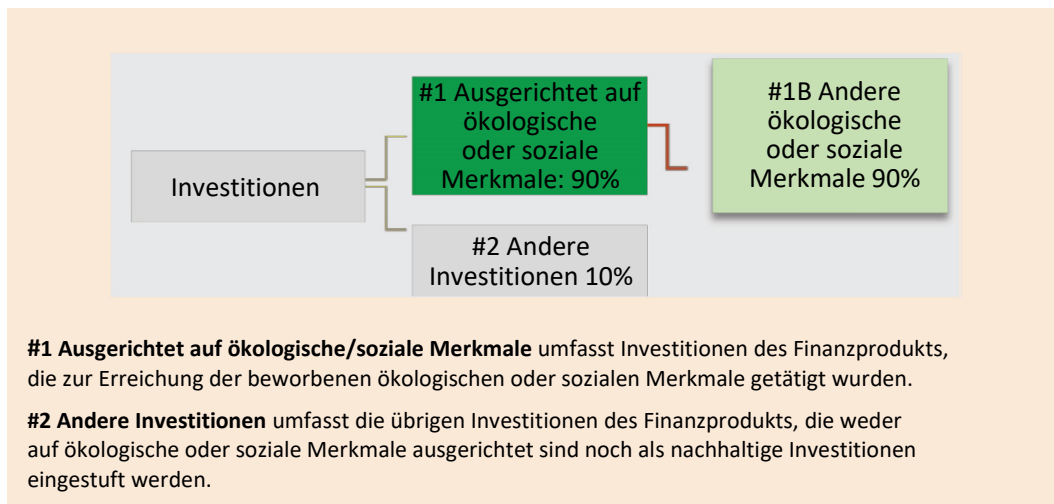 #1 Ausgerichtet auf
ökologische
oder soziale
Merkmale: 90%
#1B Andere
ökologische
oder soziale
Merkmale 90%
Investitionen
#2 Andere
Investitionen 10%
#1 Ausgerichtet auf ökologische/soziale Merkmale umfasst Investitionen des Finanzprodukts,
die zur Erreichung der beworbenen ökologischen oder sozialen Merkmale getätigt wurden.
#2 Andere Investitionen umfasst die übrigen Investitionen des Finanzprodukts, die weder
auf ökologische oder soziale Merkmale ausgerichtet sind noch als nachhaltige Investitionen
eingestuft werden.